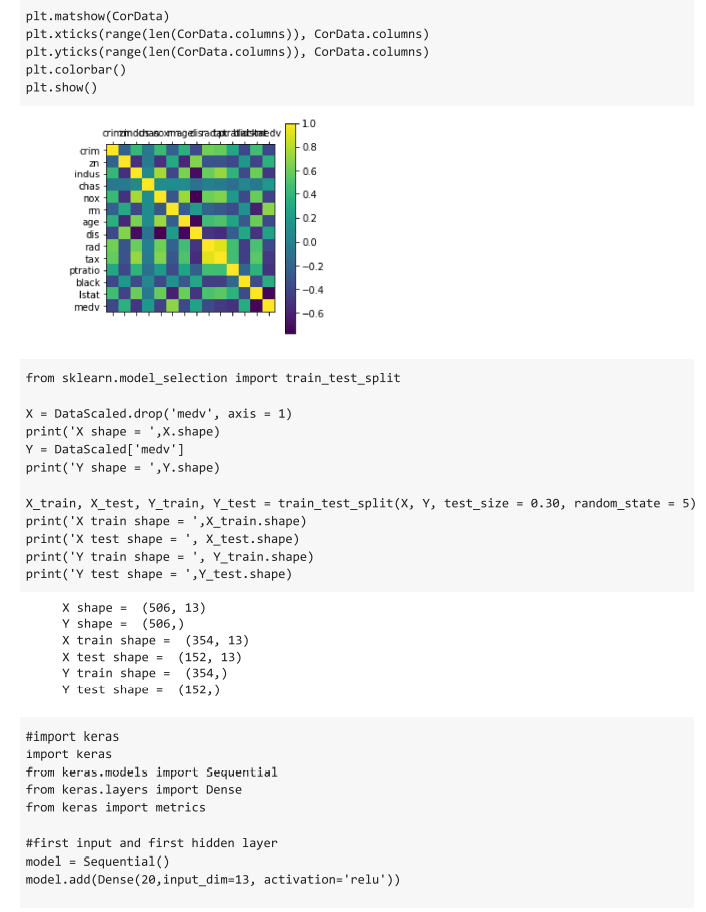 plt.matshow(CorData)
plt.xticks(range(len(CorData.columns)), CorData.columns)
plt.yticks(range(len(CorData.columns)), CorData.columns)
plt.colorbar()
plt.show()
1.0
0.8
0.6
0.4
0.2
0.0
−0.2
−0.4
−0.6
crim
zn
indus
chas
nox
rm
age
dis
rad
tax
ptratio
black
lstat
medv
from sklearn.model_selection import train_test_split
X = DataScaled.drop('medv', axis = 1)
print('X shape = ',X.shape)
Y = DataScaled['medv']
print('Y shape = ',Y.shape)
X_train, X_test, Y_train, Y_test = train_test_split(X, Y, test_size = 0.30, random_state = 5)
print('X train shape = ',X_train.shape)
print('X test shape = ', X_test.shape)
print('Y train shape = ', Y_train.shape)
print('Y test shape = ',Y_test.shape)
X shape =  (506, 13)
Y shape =  (506,)
X train shape =  (354, 13)
X test shape =  (152, 13)
Y train shape =  (354,)
Y test shape =  (152,)
#import keras
import keras
from keras.models import Sequential
from keras.layers import Dense
from keras import metrics
#first input and first hidden layer
model = Sequential()
model.add(Dense(20,input_dim=13, activation='relu'))